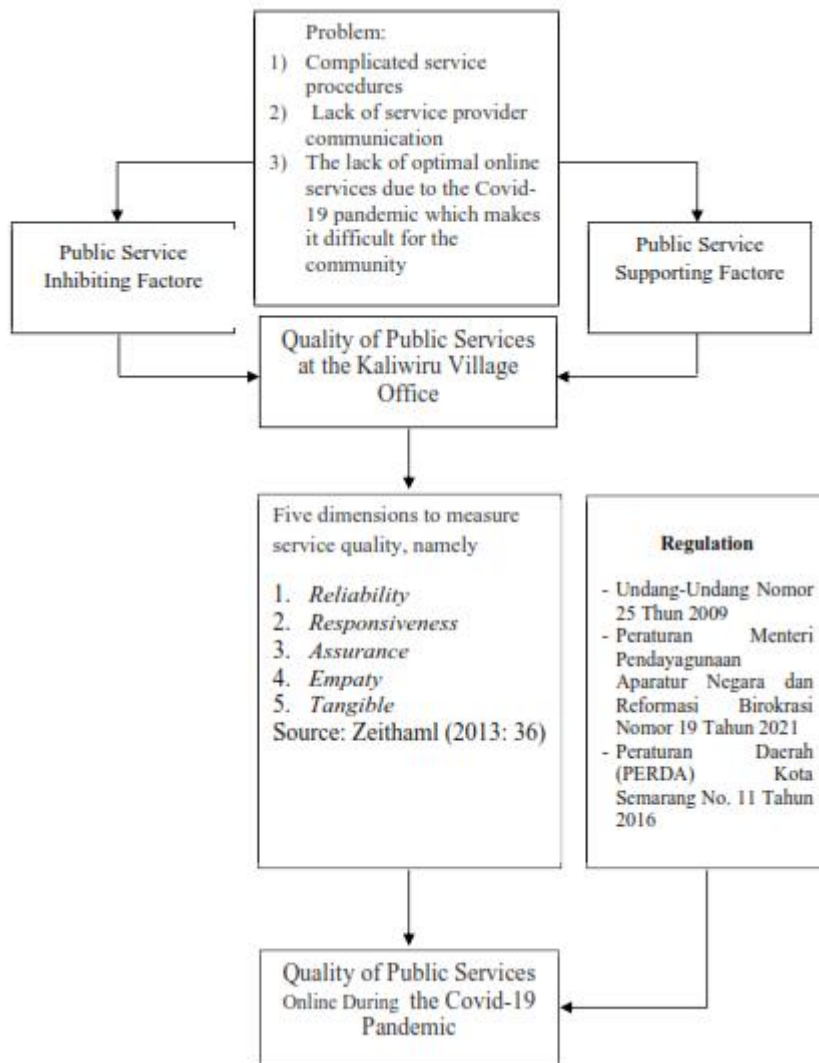 Problem:
1) Complicated service
procedures
2) Lack of service provider
communication
3) The lack of optimal online
services due to the Covid-
19 pandemic which makes
it difficult for the
community
Public Service
Inhibiting Factore
Public Service
Supporting Factore
Quality of Public Services
at the Kaliwiru Village
Office
Five dimensions to measure
service quality, namely
1. Reliability
2. Responsiveness
3. Assurance
4. Empaty
5. Tangible
Source: Zeithaml (2013: 36)
Regulation
- Undang-Undang Nomor
25 Thun 2009
- Peraturan Menteri
Pendayagunaan
Aparatur Negara dan
Reformasi Birokrasi
Nomor 19 Tahun 2021
- Peraturan Daerah
(PERDA) Kota
Semarang No. 11 Tahun
2016
Quality of Public Services
Online During the Covid-19
Pandemic